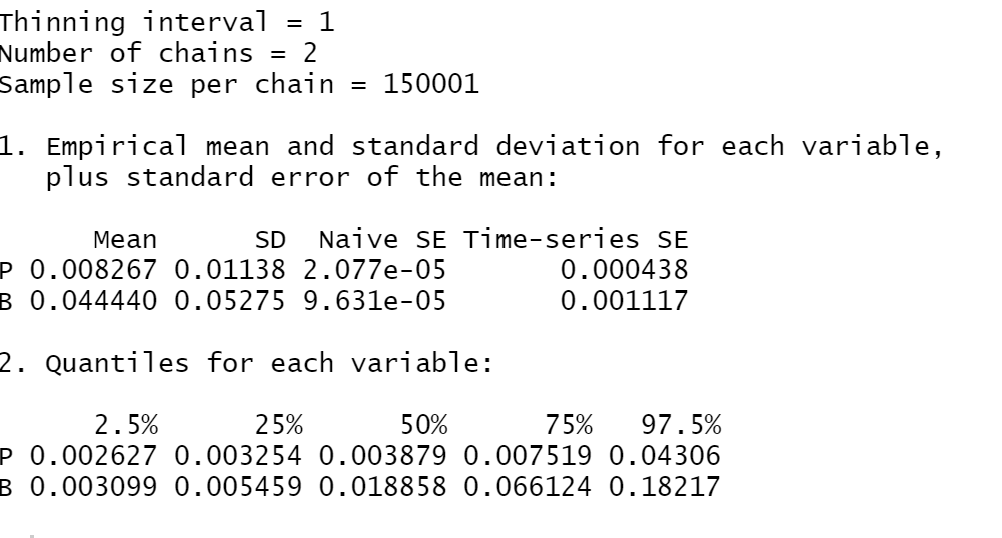 Thinning interval = 1
Number of chains = 2
Sample size per chain = 150001
1. Empirical mean and standard deviation for each variable,
plus standard error of the mean:
Mean SD Naive SE Time-series SE
P 0.008267 0.01138 2.077e-05 0.000438
B 0.044440 0.05275 9.631e-05 0.001117
2. Quantiles for each variable:
2.5% 25% 50% 75% 97.5%
P 0.002627 0.003254 0.003879 0.007519 0.04306
B 0.003099 0.005459 0.018858 0.066124 0.18217